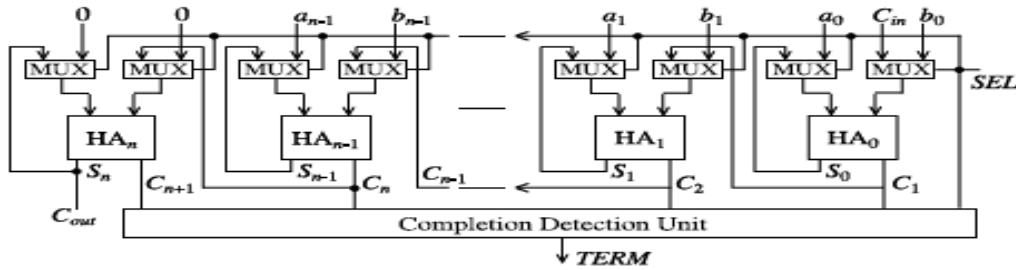 0 0 a_{n-1} b_{n-1} a_1 b_1 a_0 C_{in} b_0
MUX MUX MUX MUX MUX MUX MUX MUX
SEL
HA_n HA_{n-1} HA_1 HA_0
S_n C_{n+1} S_{n-1} C_n C_{n-1} S_1 C_2 S_0 C_1
C_{out}
Completion Detection Unit
TERM